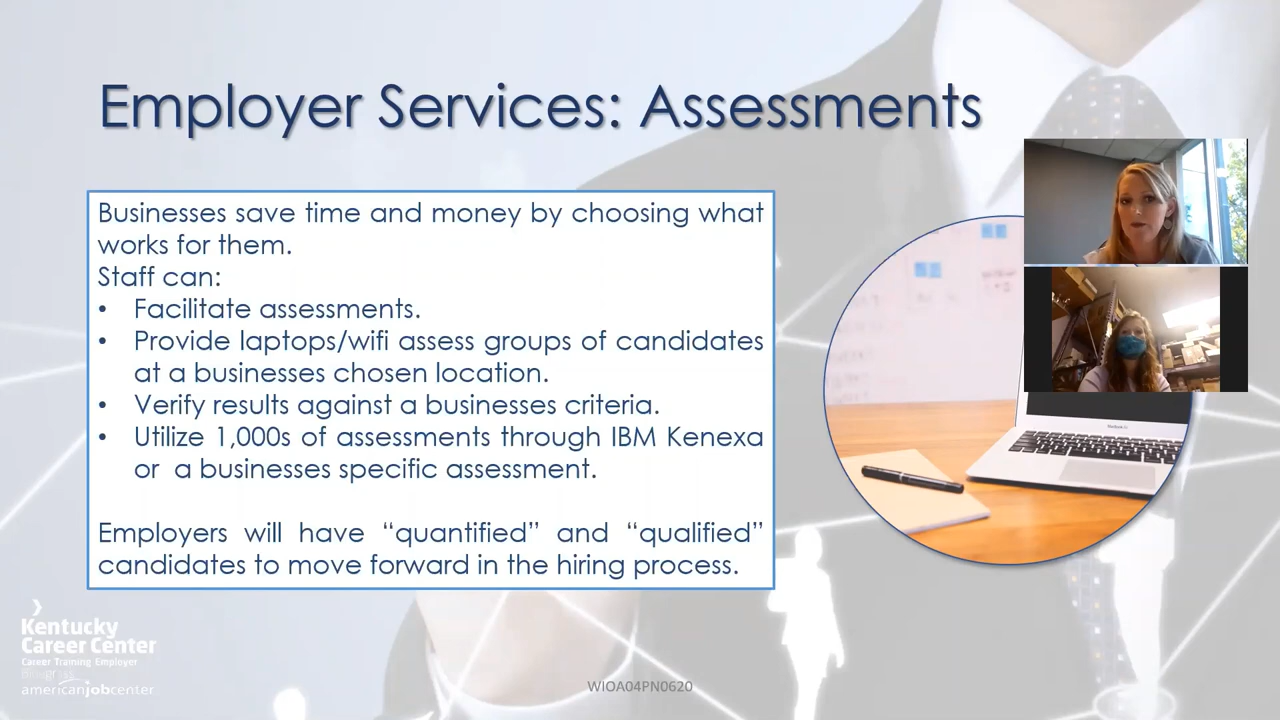 Employer Services: Assessments
Businesses save time and money by choosing what
works for them.
Staff can:
• Facilitate assessments.
• Provide laptops/wifi assess groups of candidates
at a businesses chosen location.
• Verify results against a businesses criteria.
• Utilize 1,000s of assessments through IBM Kenexa
or a businesses specific assessment.
Employers will have “quantified” and “qualified”
candidates to move forward in the hiring process.
Kentucky
Career Center
Career Training Employer
americanjobcenter
WIOA04PN0620